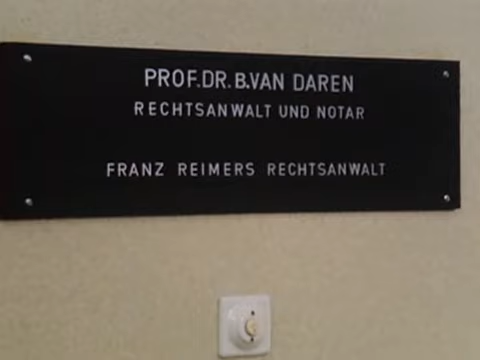 PROF.DR.B.VAN DAREN
RECHTSANWALT UND NOTAR
FRANZ REIMERS RECHTSANWALT